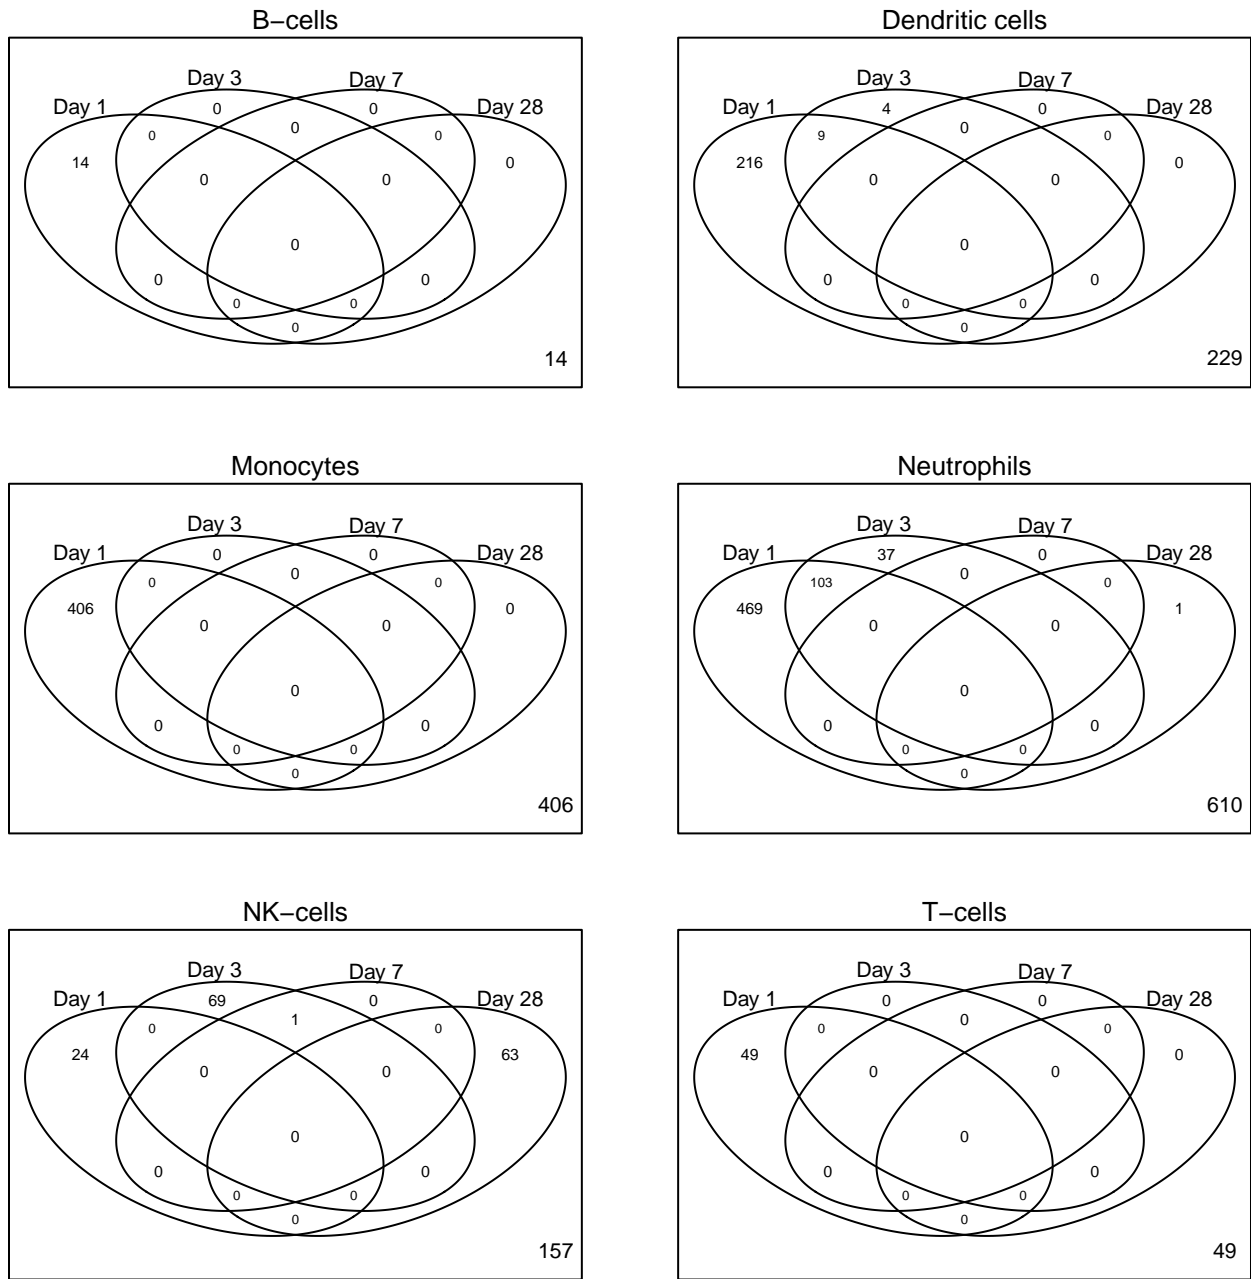 B−cells
Day 3 Day 7
Day 1 0 0 Day 28
0 0 0
14 0 0 0
0
0 0
0 0
0
14
Dendritic cells
Day 3 Day 7
Day 1 4 0 Day 28
9 0 0
216 0 0 0
0
0 0
0 0
0
229
Monocytes
Day 3 Day 7
Day 1 0 0 Day 28
0 0 0
406 0 0 0
0
0 0
0 0
0
406
Neutrophils
Day 3 Day 7
Day 1 37 0 Day 28
103 0 0
469 0 0 1
0
0 0
0 0
0
610
NK−cells
Day 3 Day 7
Day 1 69 0 Day 28
0 1 0
24 0 0 63
0
0 0
0 0
0
157
T−cells
Day 3 Day 7
Day 1 0 0 Day 28
0 0 0
49 0 0 0
0
0 0
0 0
0
49